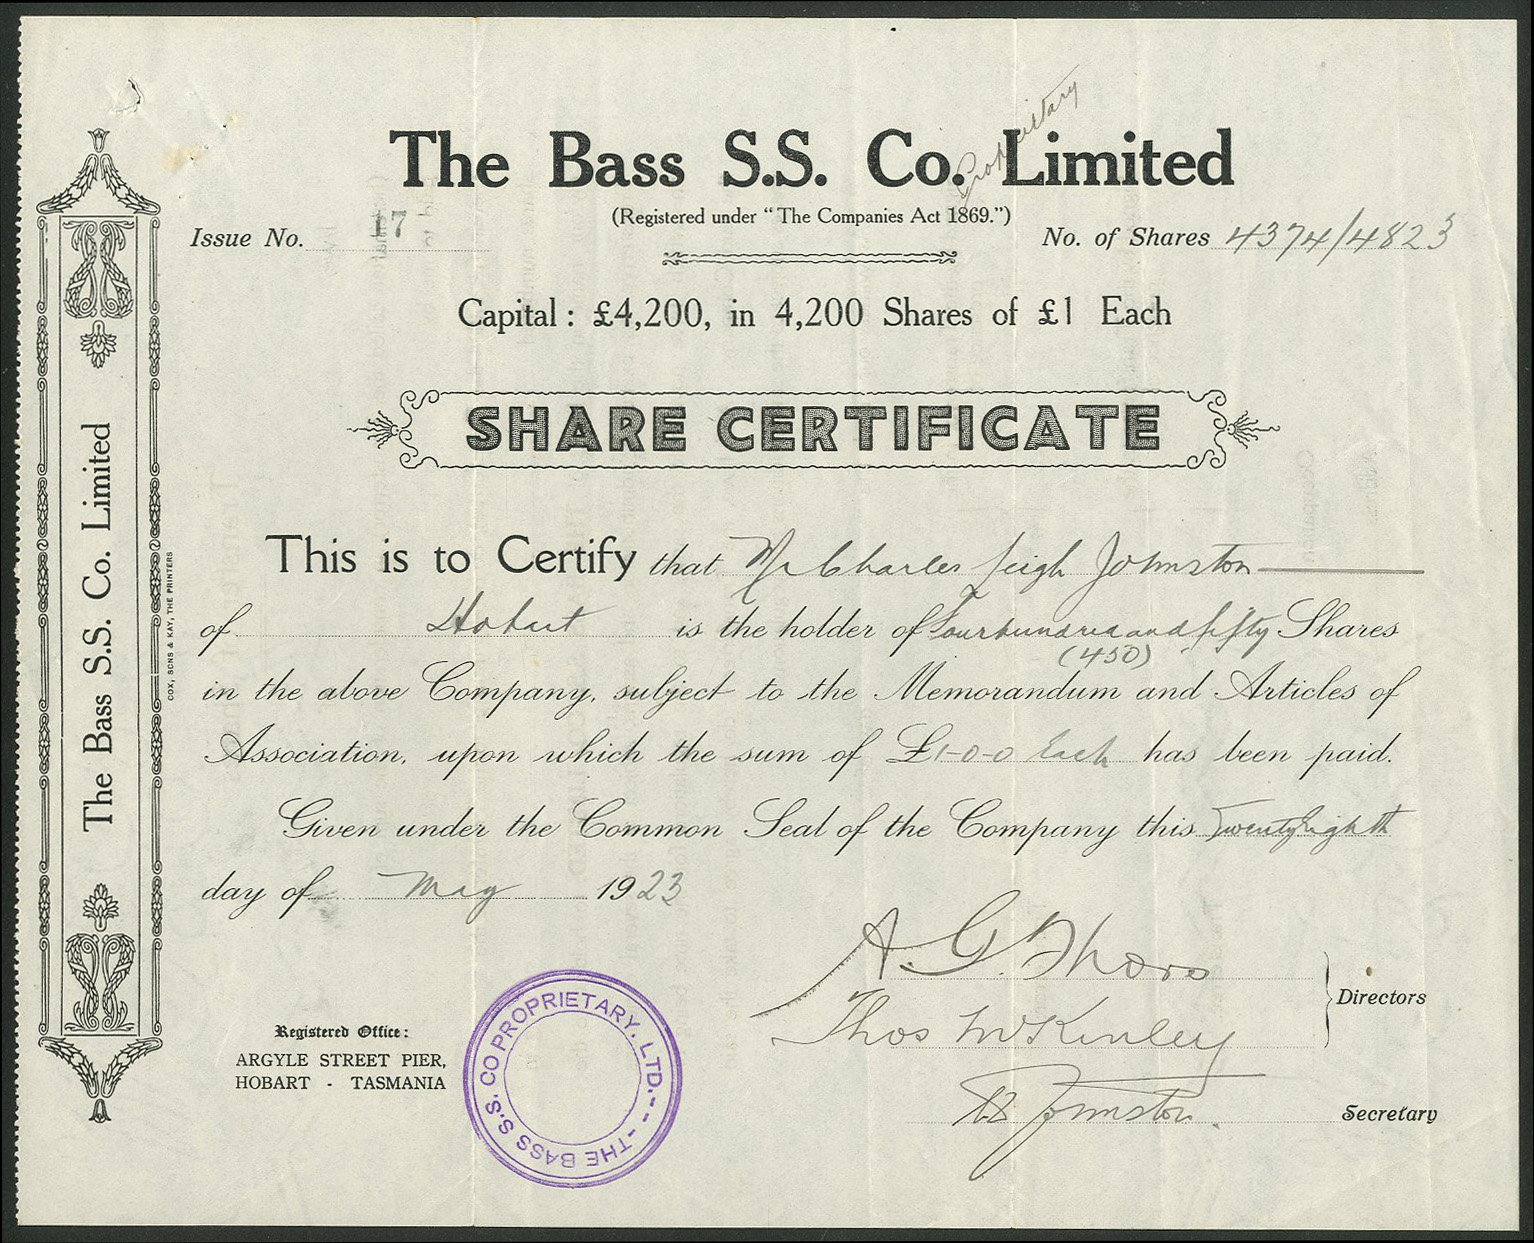 The Bass S.S. Co. Proprietary Limited
(Registered under "The Companies Act 1869.")
Issue No. 17
No. of Shares 4374/4823
Capital: £4,200, in 4,200 Shares of £1 Each
SHARE CERTIFICATE
This is to Certify that Mr Charles Leigh Johnston
of Hobart is the holder of Four hundred and fifty Shares
(450)
in the above Company, subject to the Memorandum and Articles of
Association, upon which the sum of £1-0-0 Each has been paid.
Given under the Common Seal of the Company this Twenty Eighth
day of May 1923
A. G.
Thos McKinley
Directors
Johnston
Secretary
Registered Office:
ARGYLE STREET PIER,
HOBART - TASMANIA
THE BASS S.S. CO PROPRIETARY. LTD.---
The Bass S.S. Co. Limited
COX, SONS & KAY, THE PRINTERS